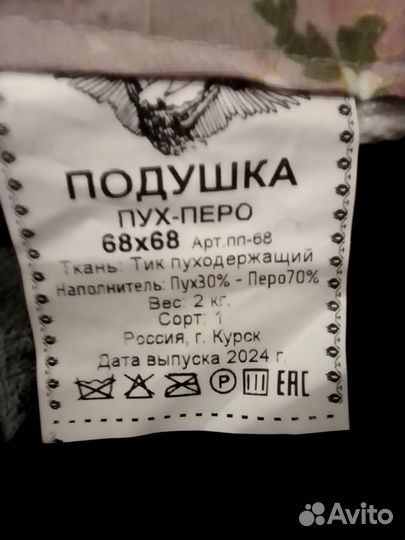 ПОДУШКА
ПУХ-ПЕРО
68х68 Арт.пп-68
Ткань: Тик пуходержащий
Наполнитель: Пух30% - Перо70%
Вес: 2 кг.
Сорт: 1
Россия, г. Курск
Дата выпуска 2024 г.
P EAC
Avito